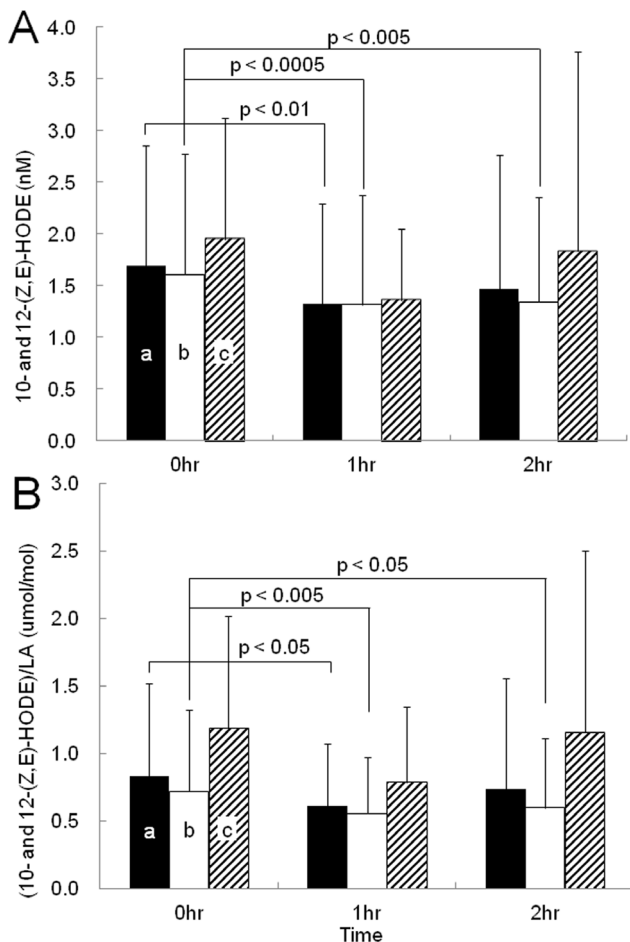 A
10- and 12-(Z,E)-HODE (nM)
4.0
3.5
3.0
2.5
2.0
1.5
1.0
0.5
0.0
p < 0.005
p < 0.0005
p < 0.01
a
b
c
0hr
1hr
2hr
B
(10- and 12-(Z,E)-HODE)/LA (umol/mol)
3.0
2.5
2.0
1.5
1.0
0.5
0.0
p < 0.05
p < 0.005
p < 0.05
a
b
c
0hr
1hr
2hr
Time